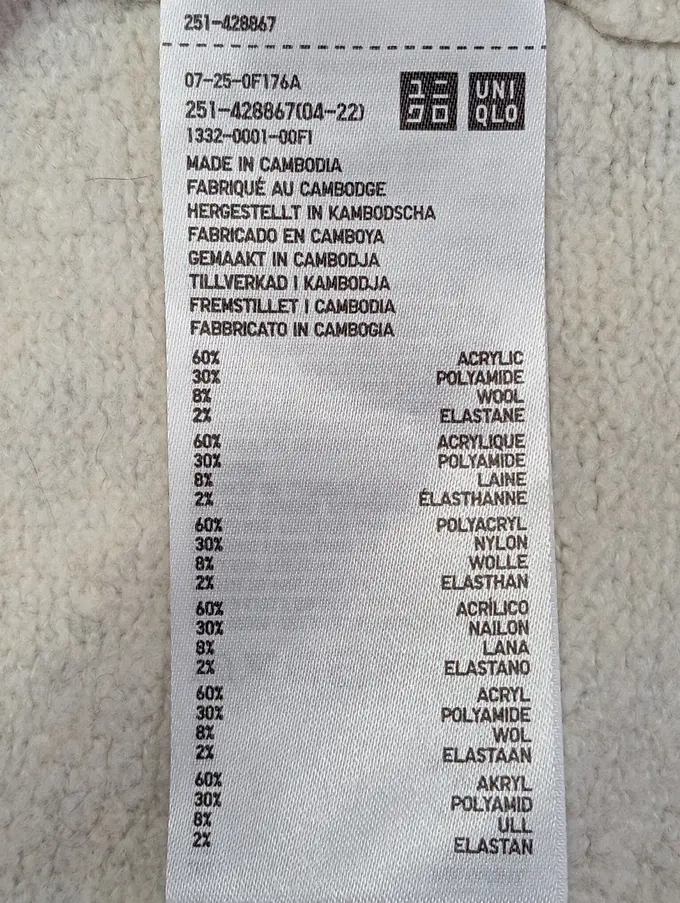 251-428867
07-25-0F176A
251-428867(04-22)
1332-0001-00F1
ユニ
クロ
UNI
QLO
MADE IN CAMBODIA
FABRIQUÉ AU CAMBODGE
HERGESTELLT IN KAMBODSCHA
FABRICADO EN CAMBOYA
GEMAAKT IN CAMBODJA
TILLVERKAD I KAMBODJA
FREMSTILLET I CAMBODIA
FABBRICATO IN CAMBOGIA
60% ACRYLIC
30% POLYAMIDE
8% WOOL
2% ELASTANE
60% ACRYLIQUE
30% POLYAMIDE
8% LAINE
2% ÉLASTHANNE
60% POLYACRYL
30% NYLON
8% WOLLE
2% ELASTHAN
60% ACRÍLICO
30% NAILON
8% LANA
2% ELASTANO
60% ACRYL
30% POLYAMIDE
8% WOL
2% ELASTAAN
60% AKRYL
30% POLYAMID
8% ULL
2% ELASTAN